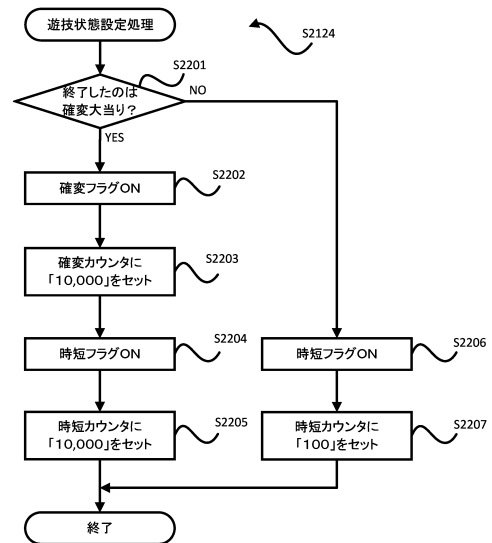 遊技状態設定処理
S2124
S2201
終了したのは
確変大当り？
NO
YES
確変フラグON
S2202
確変カウンタに
「10,000」をセット
S2203
時短フラグON
S2204
時短フラグON
S2206
時短カウンタに
「10,000」をセット
S2205
時短カウンタに
「100」をセット
S2207
終了